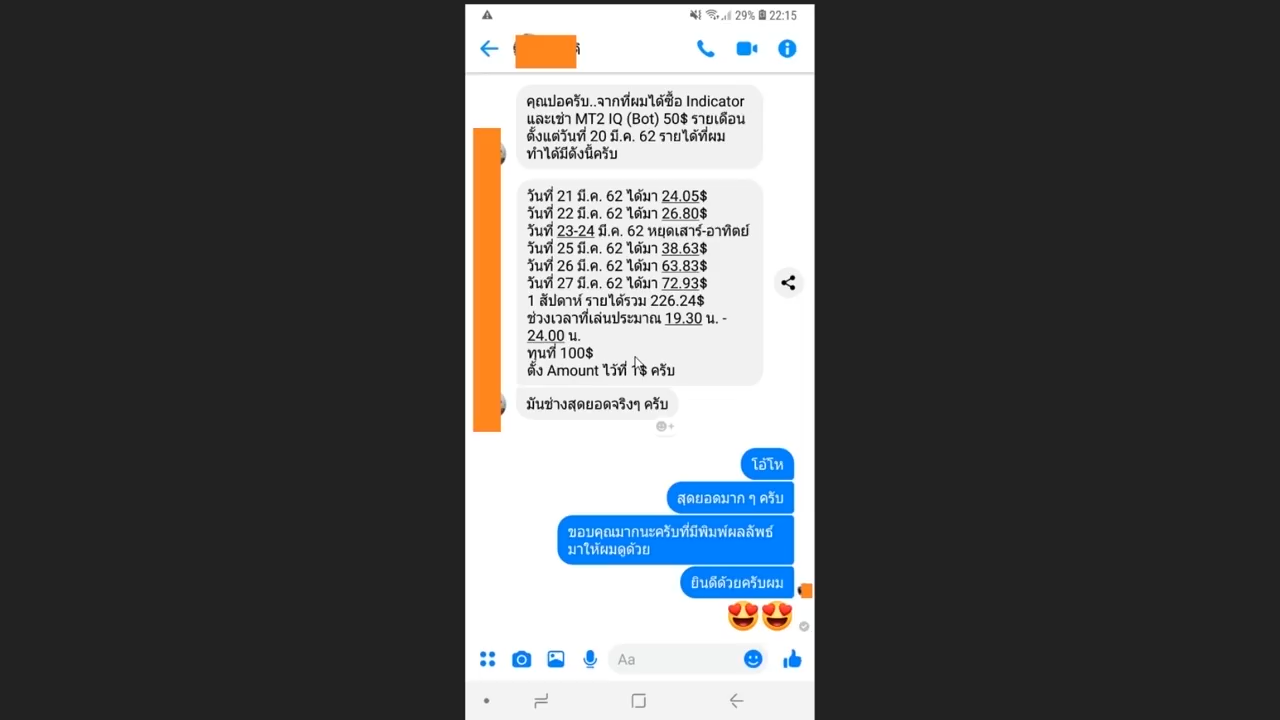 29% 22:15
คุณปอครับ..จากที่ผมได้ซื้อ Indicator
และเช่า MT2 IQ (Bot) 50$ รายเดือน
ตั้งแต่วันที่ 20 มี.ค. 62 รายได้ที่ผม
ทำได้มีดังนี้ครับ
วันที่ 21 มี.ค. 62 ได้มา 24.05$
วันที่ 22 มี.ค. 62 ได้มา 26.80$
วันที่ 23-24 มี.ค. 62 หยุดเสาร์-อาทิตย์
วันที่ 25 มี.ค. 62 ได้มา 38.63$
วันที่ 26 มี.ค. 62 ได้มา 63.83$
วันที่ 27 มี.ค. 62 ได้มา 72.93$
1 สัปดาห์ รายได้รวม 226.24$
ช่วงเวลาที่เล่นประมาณ 19.30 น. -
24.00 น.
ทุนที่ 100$
ตั้ง Amount ไว้ที่ 1$ ครับ
มันช่างสุดยอดจริงๆ ครับ
โอ้โห
สุดยอดมาก ๆ ครับ
ขอบคุณมากนะครับที่มีพิมพ์ผลลัพธ์
มาให้ผมดูด้วย
ยินดีด้วยครับผม
Aa